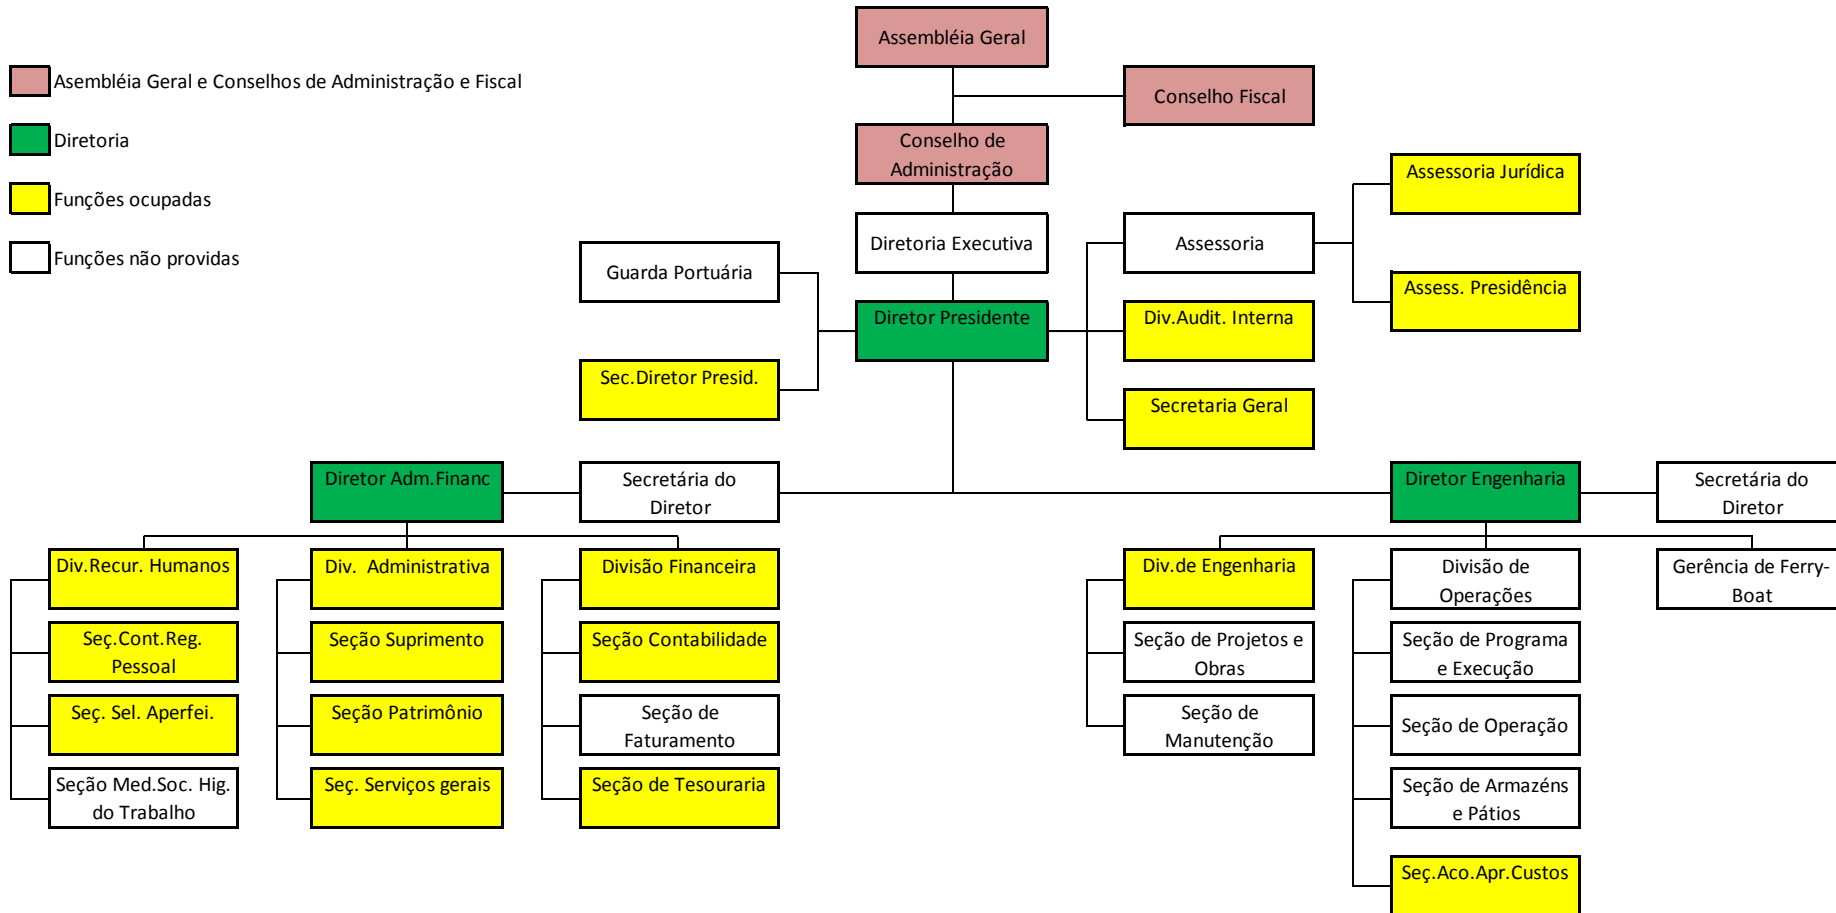 Assembléia Geral
Asembléia Geral e Conselhos de Administração e Fiscal
Conselho Fiscal
Diretoria
Conselho de
Administração
Assessoria Jurídica
Funções ocupadas
Diretoria Executiva
Assessoria
Funções não providas
Guarda Portuária
Assess. Presidência
Diretor Presidente
Div.Audit. Interna
Sec.Diretor Presid.
Secretaria Geral
Diretor Adm.Financ
Secretária do
Diretor
Diretor Engenharia
Secretária do
Diretor
Div.Recur. Humanos
Div.  Administrativa
Divisão Financeira
Div.de Engenharia
Divisão de
Operações
Gerência de Ferry-
Boat
Seç.Cont.Reg.
Pessoal
Seção Suprimento
Seção Contabilidade
Seção de Projetos e
Obras
Seção de Programa
e Execução
Seç. Sel. Aperfei.
Seção Patrimônio
Seção de
Faturamento
Seção de
Manutenção
Seção de Operação
Seção Med.Soc. Hig.
do Trabalho
Seç. Serviços gerais
Seção de Tesouraria
Seção de Armazéns
e Pátios
Seç.Aco.Apr.Custos